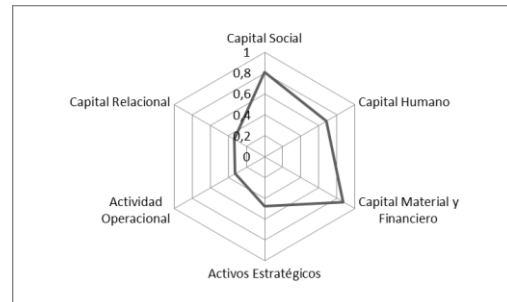 Capital Social
1
0,8
0,6
0,4
0,2
0
Capital Relacional
Capital Humano
Actividad
Operacional
Capital Material y
Financiero
Activos Estratégicos